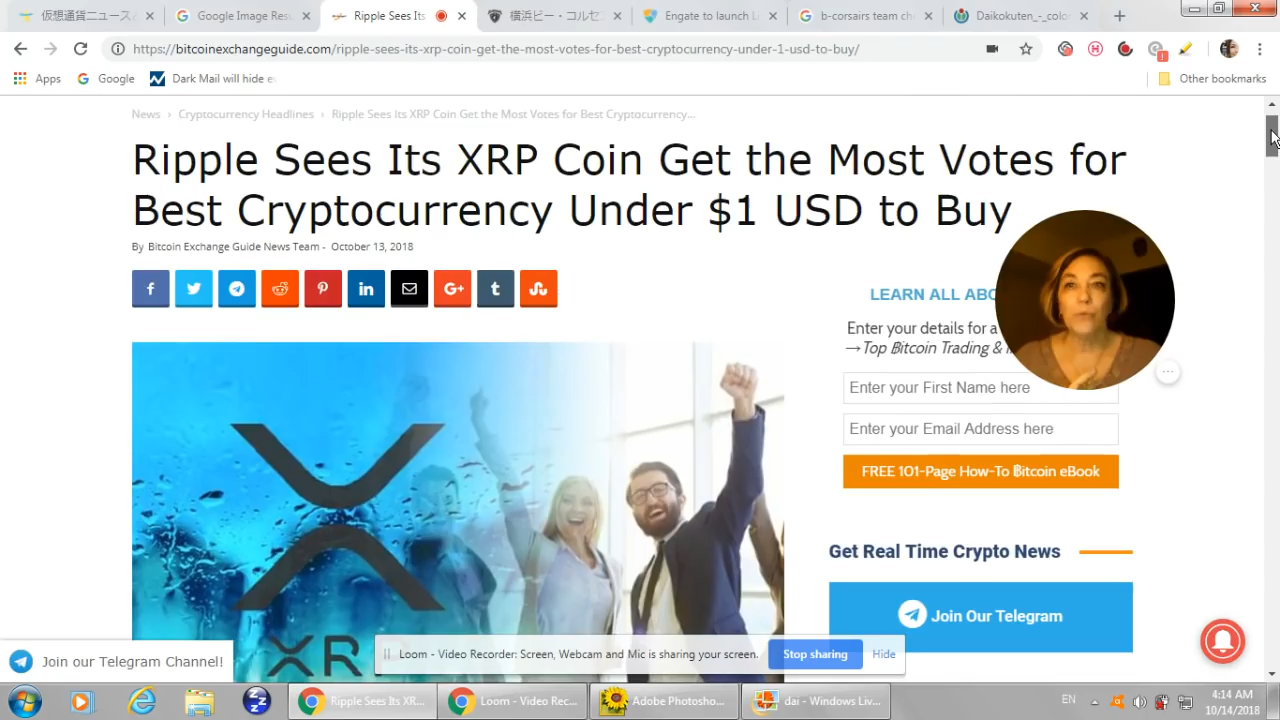 仮想通貨ニュース
Google Image Res
Ripple Sees Its
横浜ビー・コルセ
Engate to launch L
b-corsairs team ch
Daikokuten_-_colo
https://bitcoinexchangeguide.com/ripple-sees-its-xrp-coin-get-the-most-votes-for-best-cryptocurrency-under-1-usd-to-buy/
Apps
Google
Dark Mail will hide e
Other bookmarks
News › Cryptocurrency Headlines › Ripple Sees Its XRP Coin Get the Most Votes for Best Cryptocurrency...
Ripple Sees Its XRP Coin Get the Most Votes for
Best Cryptocurrency Under $1 USD to Buy
By Bitcoin Exchange Guide News Team - October 13, 2018
LEARN ALL ABO
Enter your details for a
→Top ₿itcoin Trading &
Enter your First Name here
Enter your Email Address here
FREE 101-Page How-To ₿itcoin eBook
Get Real Time Crypto News
Join Our Telegram
XR
Join our Telegram Channel!
Loom - Video Recorder: Screen, Webcam and Mic is sharing your screen.
Stop sharing
Hide
Ripple Sees Its XR...
Loom - Video Rec...
Adobe Photosho...
dai - Windows Liv...
EN
4:14 AM
10/14/2018